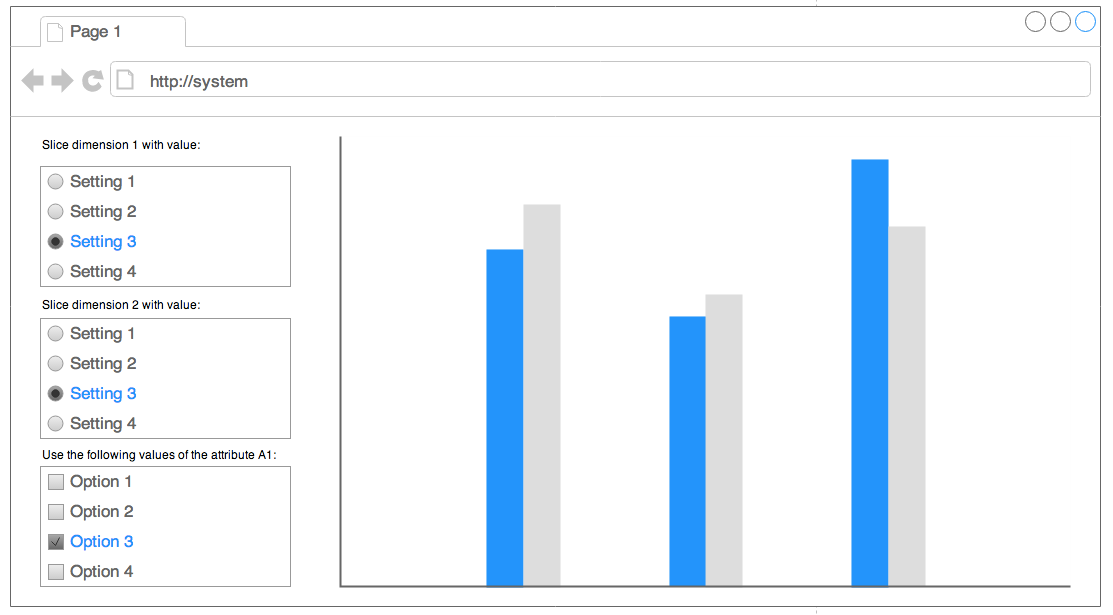 Page 1
http://system
Slice dimension 1 with value:
Setting 1
Setting 2
Setting 3
Setting 4
Slice dimension 2 with value:
Setting 1
Setting 2
Setting 3
Setting 4
Use the following values of the attribute A1:
Option 1
Option 2
Option 3
Option 4